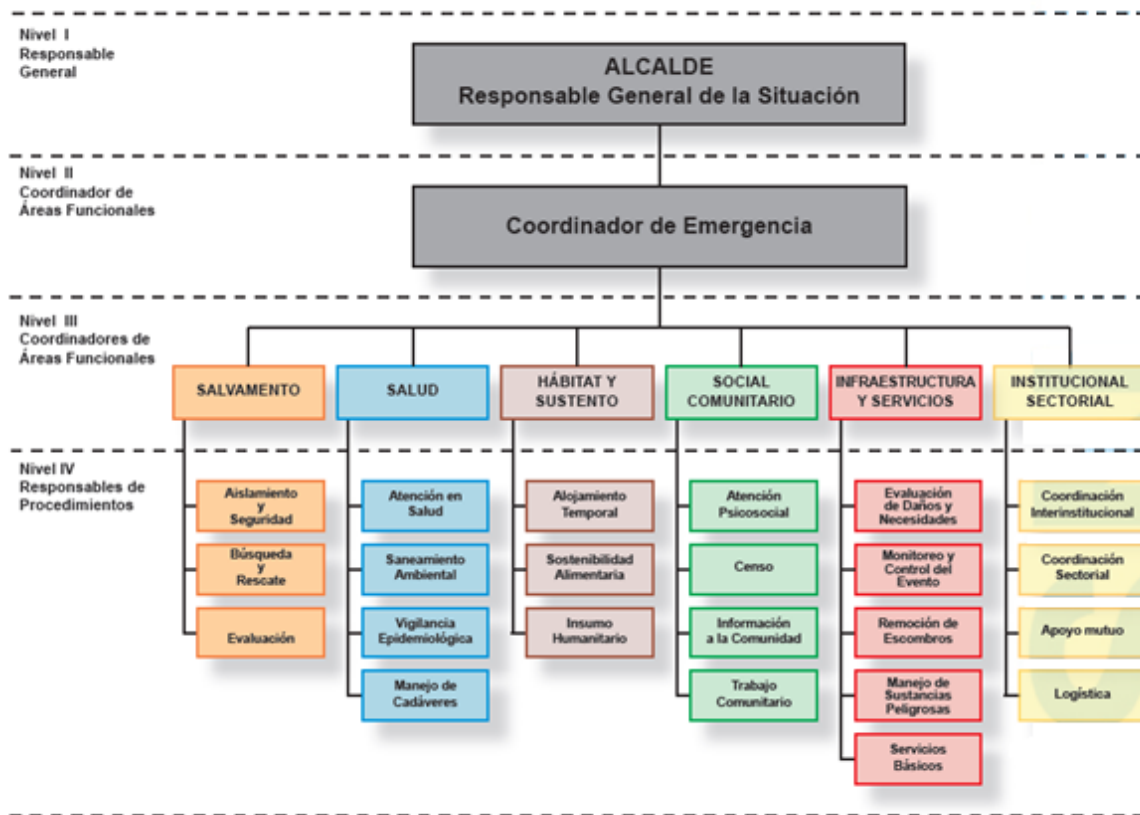 Nivel I
Responsable
General
ALCALDE
Responsable General de la Situación
Nivel II
Coordinador de
Áreas Funcionales
Coordinador de Emergencia
Nivel III
Coordinadores de
Áreas Funcionales
SALVAMENTO
SALUD
HÁBITAT Y
SUSTENTO
SOCIAL
COMUNITARIO
INFRAESTRUCTURA
Y SERVICIOS
INSTITUCIONAL
SECTORIAL
Nivel IV
Responsables de
Procedimientos
Aislamiento
y
Seguridad
Búsqueda
y
Rescate
Evaluación
Atención en
Salud
Saneamiento
Ambiental
Vigilancia
Epidemiológica
Manejo de
Cadáveres
Alojamiento
Temporal
Sostenibilidad
Alimentaria
Insumo
Humanitario
Atención
Psicosocial
Censo
Información
a la Comunidad
Trabajo
Comunitario
Evaluación
de Daños y
Necesidades
Monitoreo y
Control del
Evento
Remoción de
Escombros
Manejo de
Sustancias
Peligrosas
Servicios
Básicos
Coordinación
Interinstitucional
Coordinación
Sectorial
Apoyo mutuo
Logística